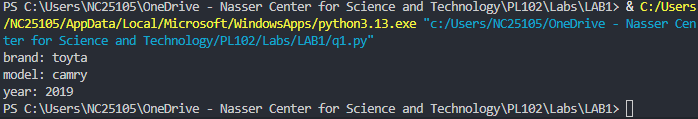 PS C:\Users\NC25105\OneDrive - Nasser Center for Science and Technology\PL102\Labs\LAB1> & C:/Users
/NC25105/AppData/Local/Microsoft/WindowsApps/python3.13.exe "c:/Users/NC25105/OneDrive - Nasser Cen
ter for Science and Technology/PL102/Labs/LAB1/q1.py"
brand: toyta
model: camry
year: 2019
PS C:\Users\NC25105\OneDrive - Nasser Center for Science and Technology\PL102\Labs\LAB1>